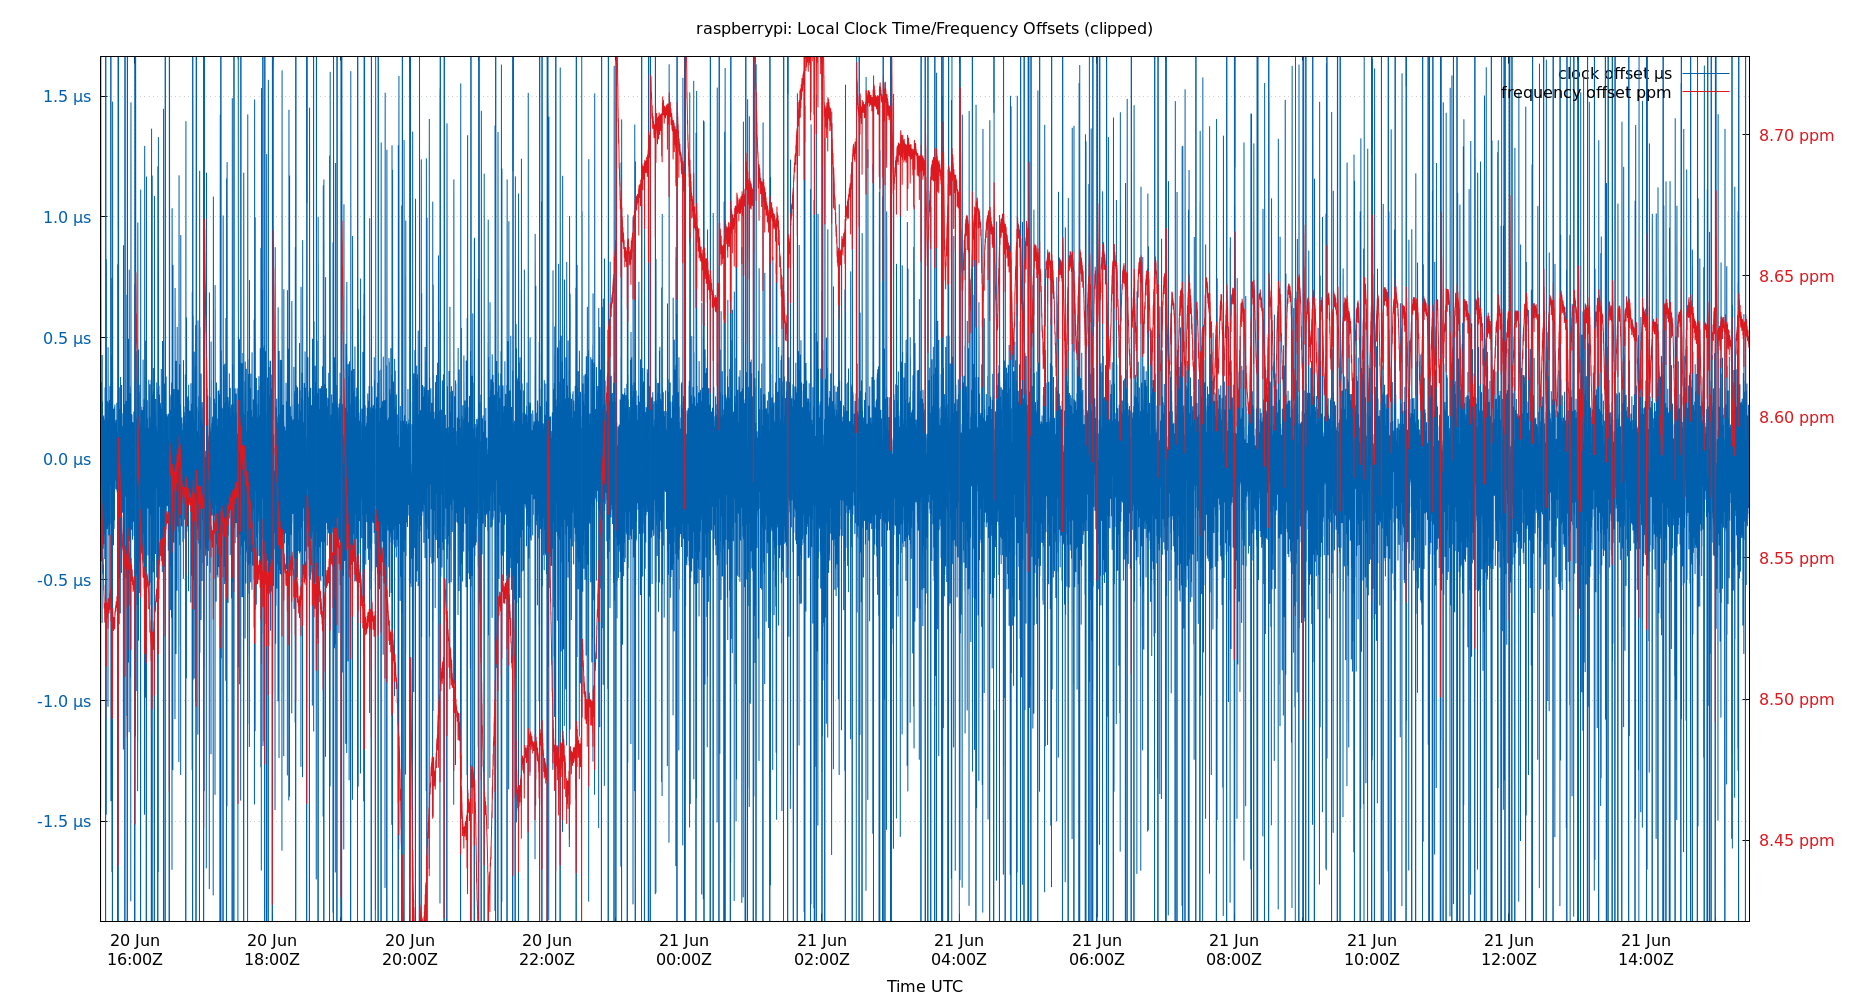 raspberrypi: Local Clock Time/Frequency Offsets (clipped)
clock offset µs
frequency offset ppm
1.5 µs
1.0 µs
0.5 µs
0.0 µs
-0.5 µs
-1.0 µs
-1.5 µs
8.70 ppm
8.65 ppm
8.60 ppm
8.55 ppm
8.50 ppm
8.45 ppm
20 Jun 20 Jun 20 Jun 20 Jun 21 Jun 21 Jun 21 Jun 21 Jun 21 Jun 21 Jun 21 Jun 21 Jun
16:00Z 18:00Z 20:00Z 22:00Z 00:00Z 02:00Z 04:00Z 06:00Z 08:00Z 10:00Z 12:00Z 14:00Z
Time UTC